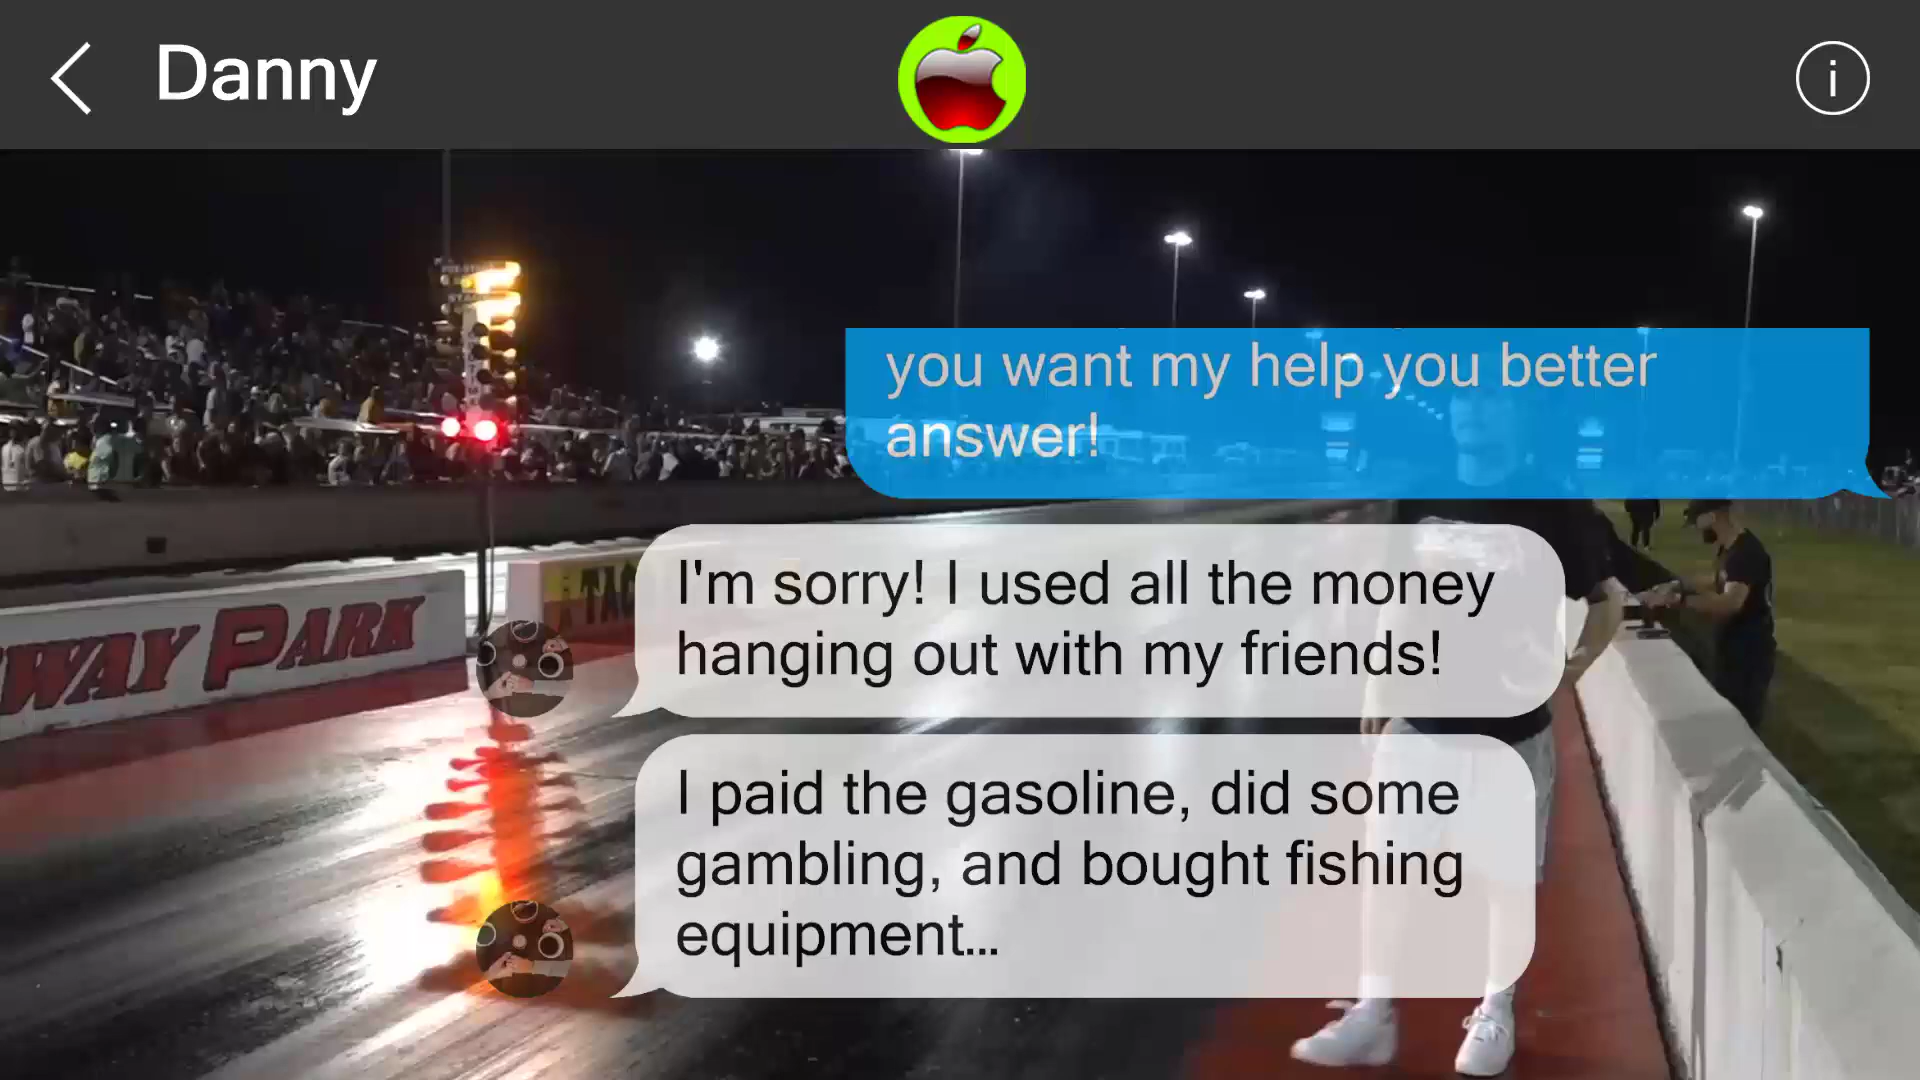 Danny
you want my help you better
answer!
I'm sorry! I used all the money
hanging out with my friends!
I paid the gasoline, did some
gambling, and bought fishing
equipment...
WAY PARK
TAC